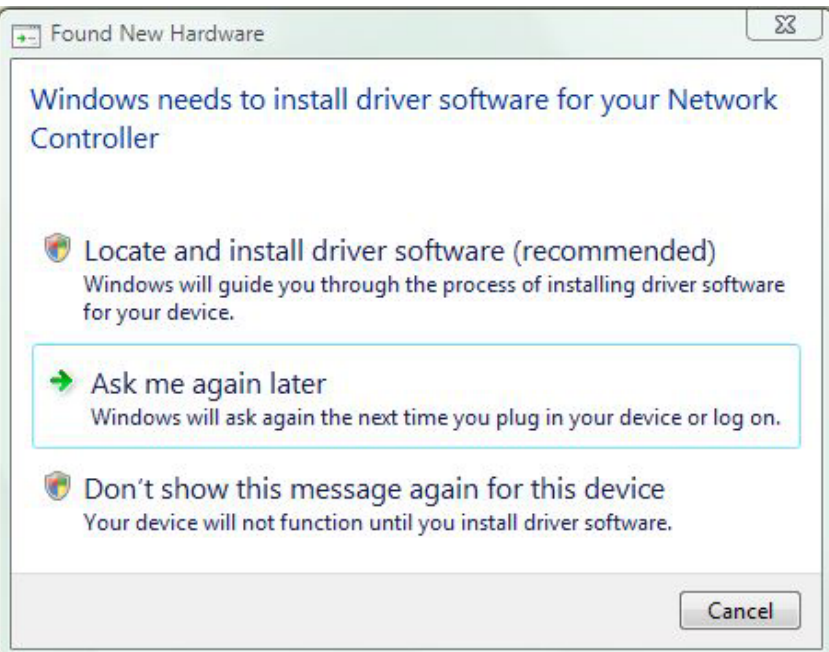 Found New Hardware
Windows needs to install driver software for your Network
Controller
Locate and install driver software (recommended)
Windows will guide you through the process of installing driver software
for your device.
Ask me again later
Windows will ask again the next time you plug in your device or log on.
Don't show this message again for this device
Your device will not function until you install driver software.
Cancel